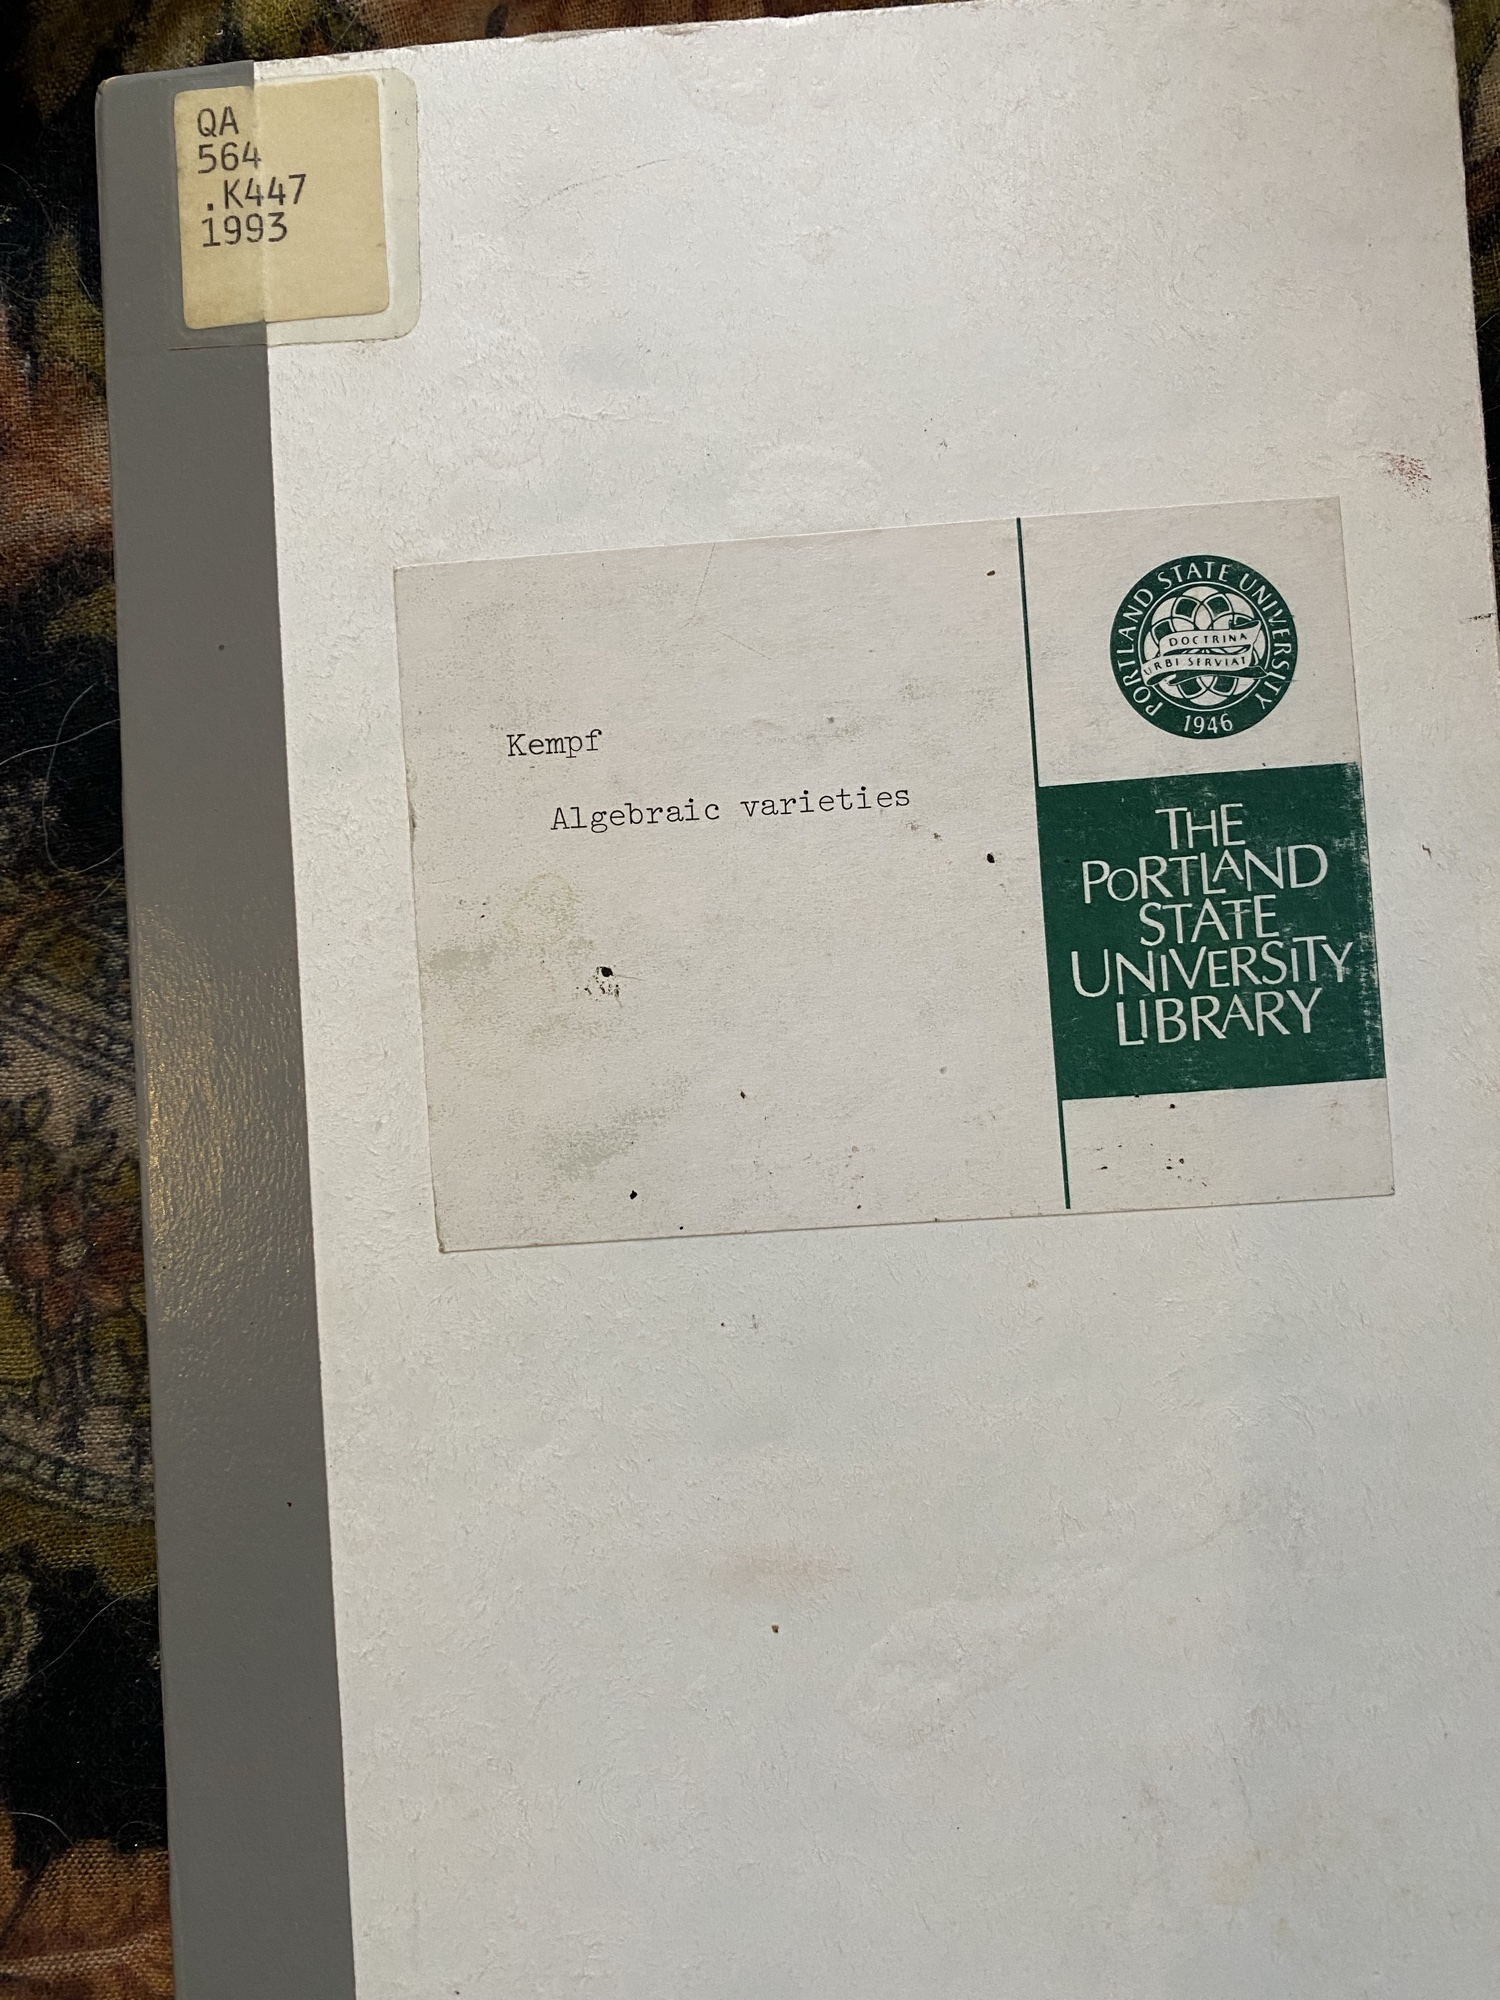 QA
564
.K447
1993
Kempf
Algebraic varieties
PORTLAND STATE UNIVERSITY
DOCTRINA
URBI SERVIAT
1946
THE
PORTLAND
STATE
UNIVERSITY
LIBRARY